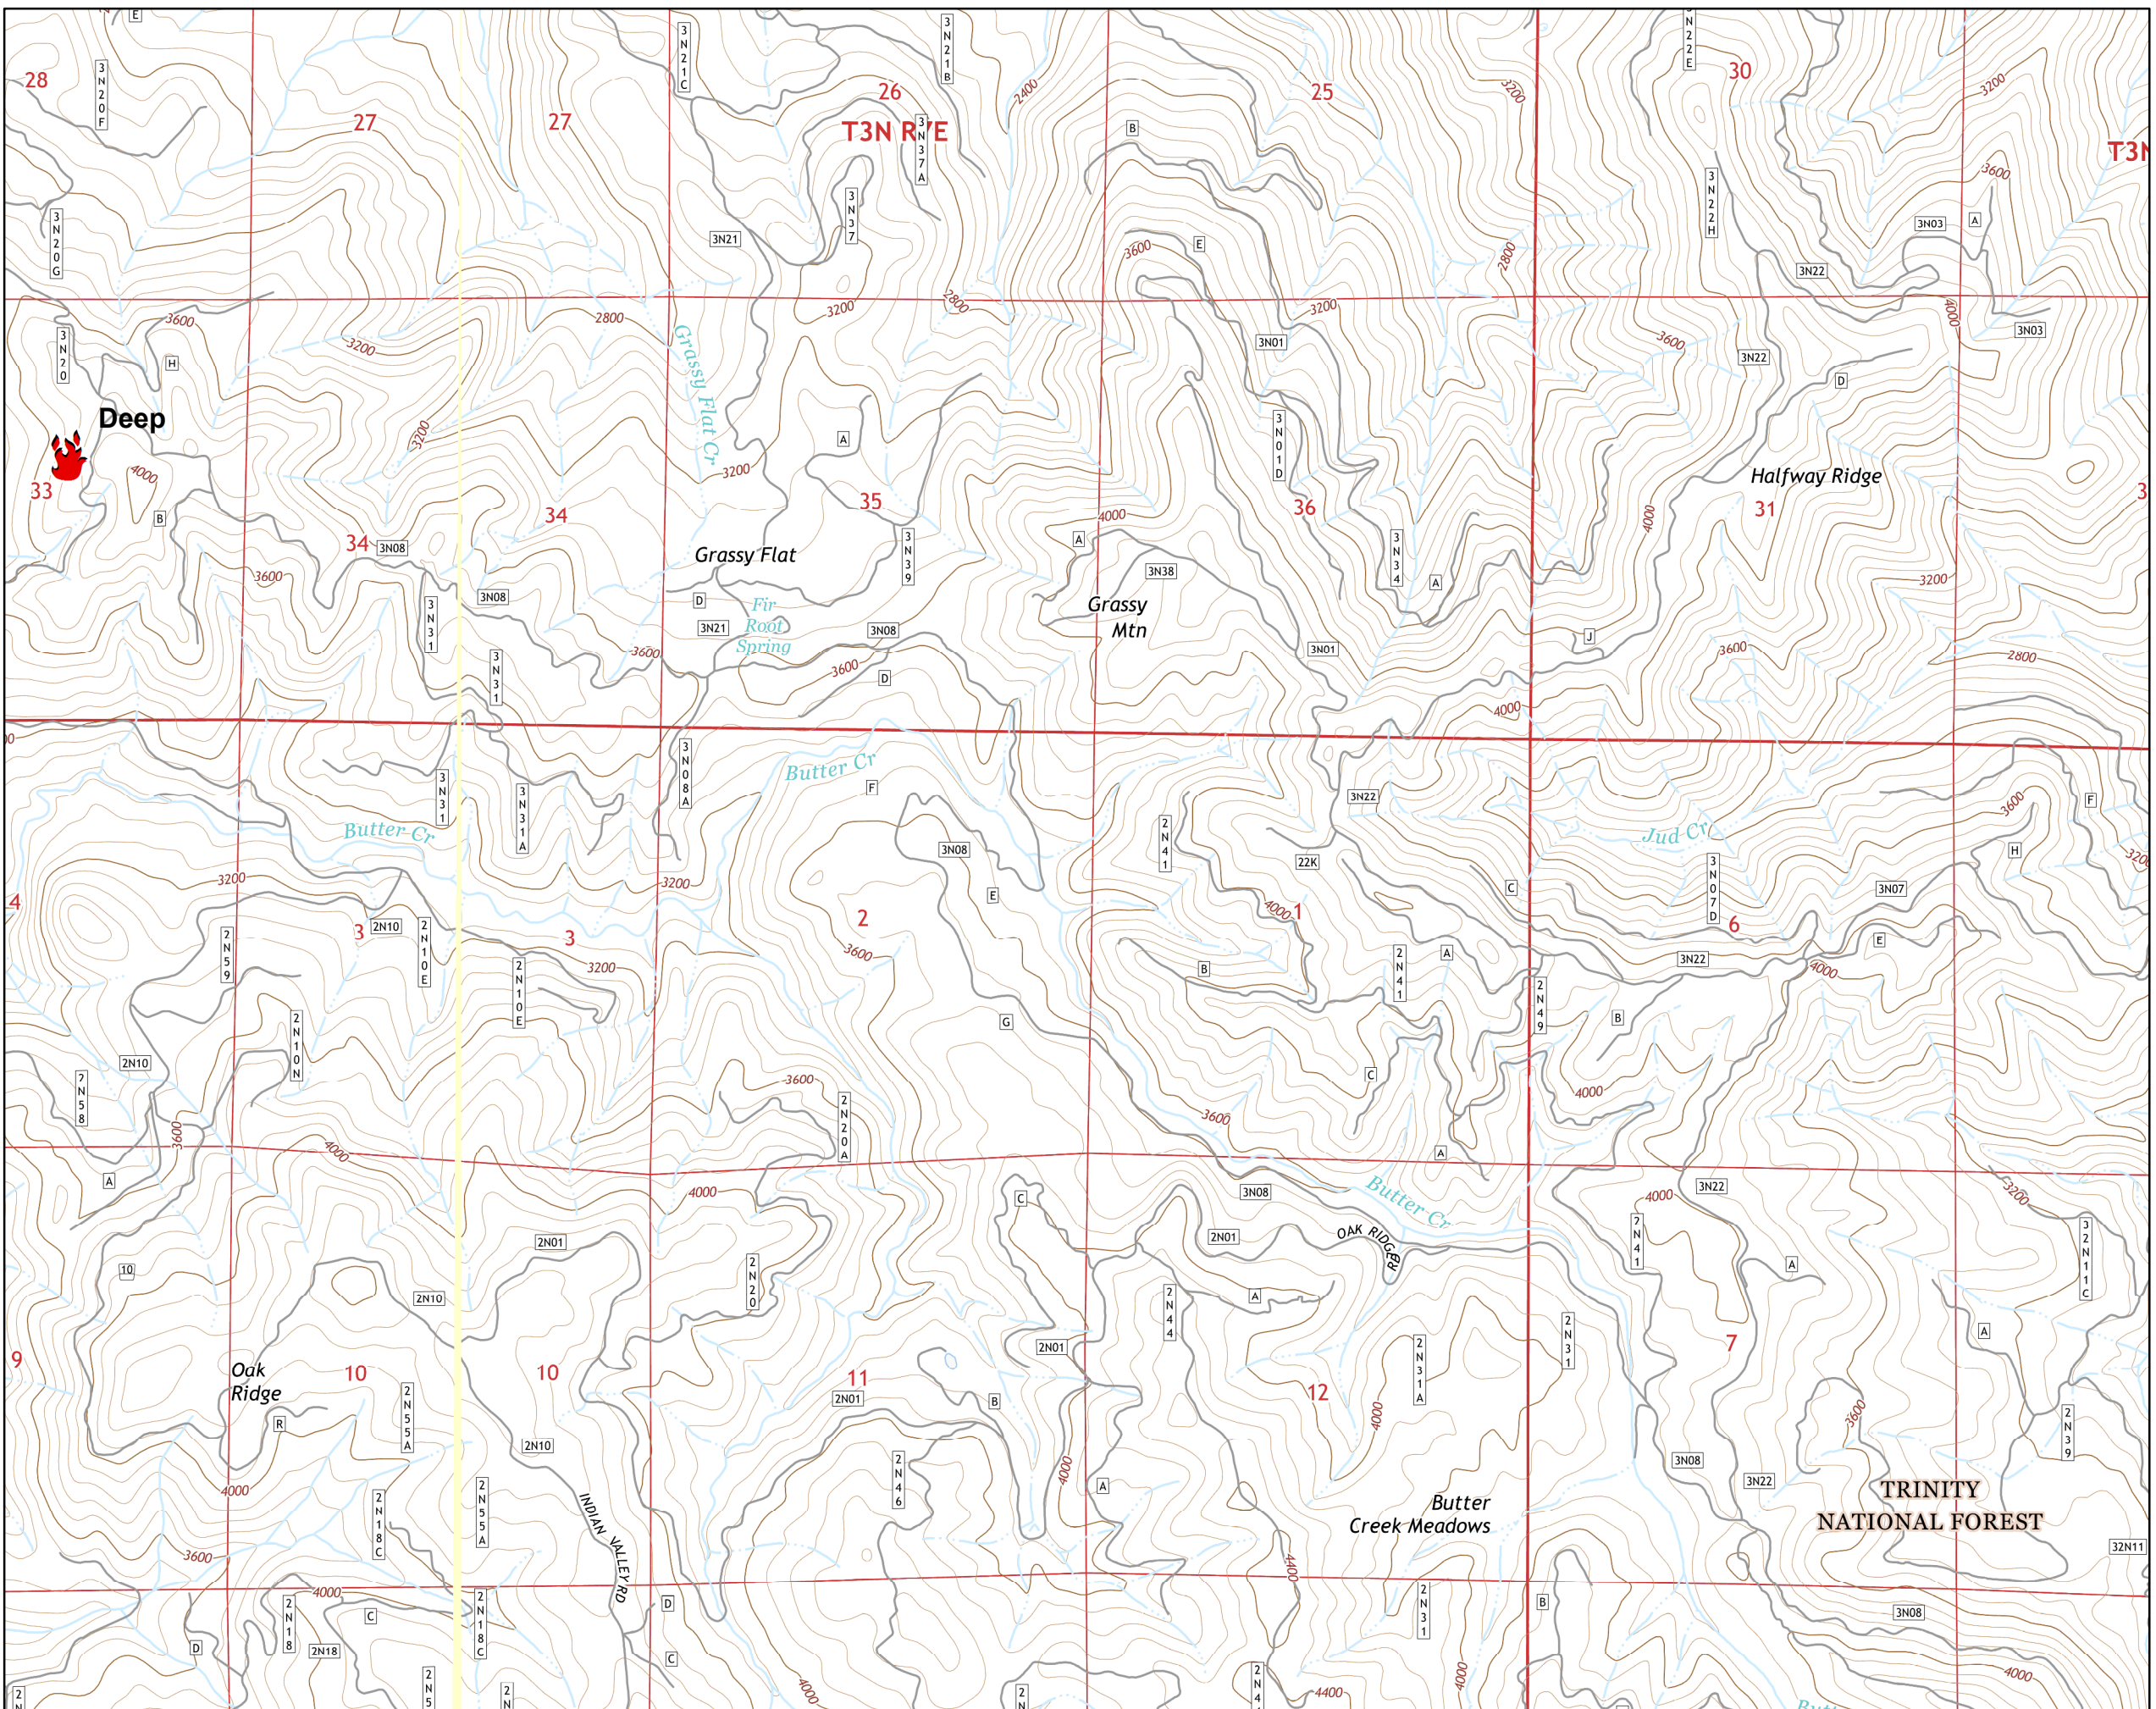 E
28
3N20F
27
27
3N21C
3N21B
26
T3N R7E
3N37A
2400
B
25
3200
3N22E
30
3200
T3N
3600
3N20G
3N21
3N37
3600
E
2800
3N22H
3N03
A
3N22
3N20
3600
H
3200
2800
3200
2800
3200
3N01
3600
3N22
4000
3N03
D
Grassy Flat Cr
Deep
4000
33
B
3200
3200
A
35
34
34
3N08
3600
Grassy Flat
3N39
4000
A
3N38
3N01D
36
3N34
A
4000
Halfway Ridge
31
3200
3N31
3N08
D
Fir
Root
Spring
3N21
3N08
Grassy
Mtn
3600
3600
D
3N31
3N01
J
3600
2800
4000
Butter Cr
F
3N08A
3N31
3N31A
Butter Cr
3N08
2N41
3N22
22K
Jud Cr
3600
F
H
3200
3200
3200
4
3
2N10
2N10E
3
3200
2N10E
2N59
2
3600
E
4000
1
C
3N07D
3N07
6
E
B
2N41
A
2N49
3N22
4000
G
B
2N10
2N10N
3600
2N20A
C
4000
3600
3600
4000
A
A
4000
C
3N08
Butter Cr
4000
3N22
3200
2N01
2N01
OAK RIDGE
RD
A
32N11C
10
2N10
2N20
2N44
A
2N31
A
9
Oak
Ridge
10
10
2N01
11
2N01
B
2N31A
12
7
R
2N55A
2N10
4000
3600
2N39
4000
2N46
4000
A
3N08
3N22
TRINITY
NATIONAL FOREST
2N18C
2N55A
INDIAN VALLEY RD
Butter
Creek Meadows
3600
32N11
4000
4400
C
2N18
2N18C
D
2N31
B
3N08
D
2N18
C
4000
4000
4400
4000